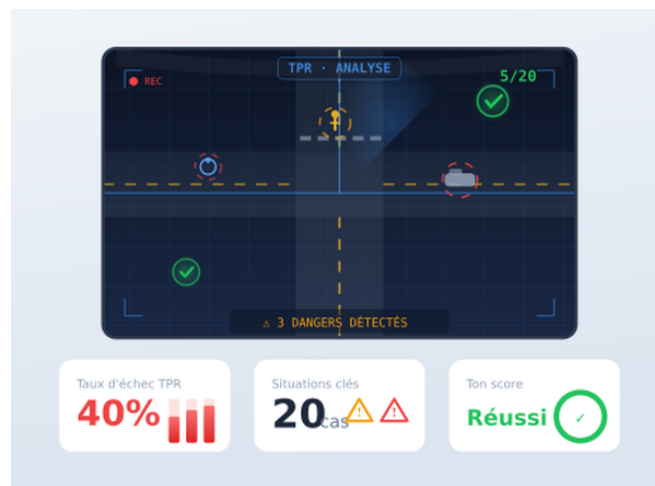 TPR · ANALYSE
5/20
REC
⚠ 3 DANGERS DÉTECTÉS
Taux d'échec TPR
40%
Situations clés
20 cas
Ton score
Réussi